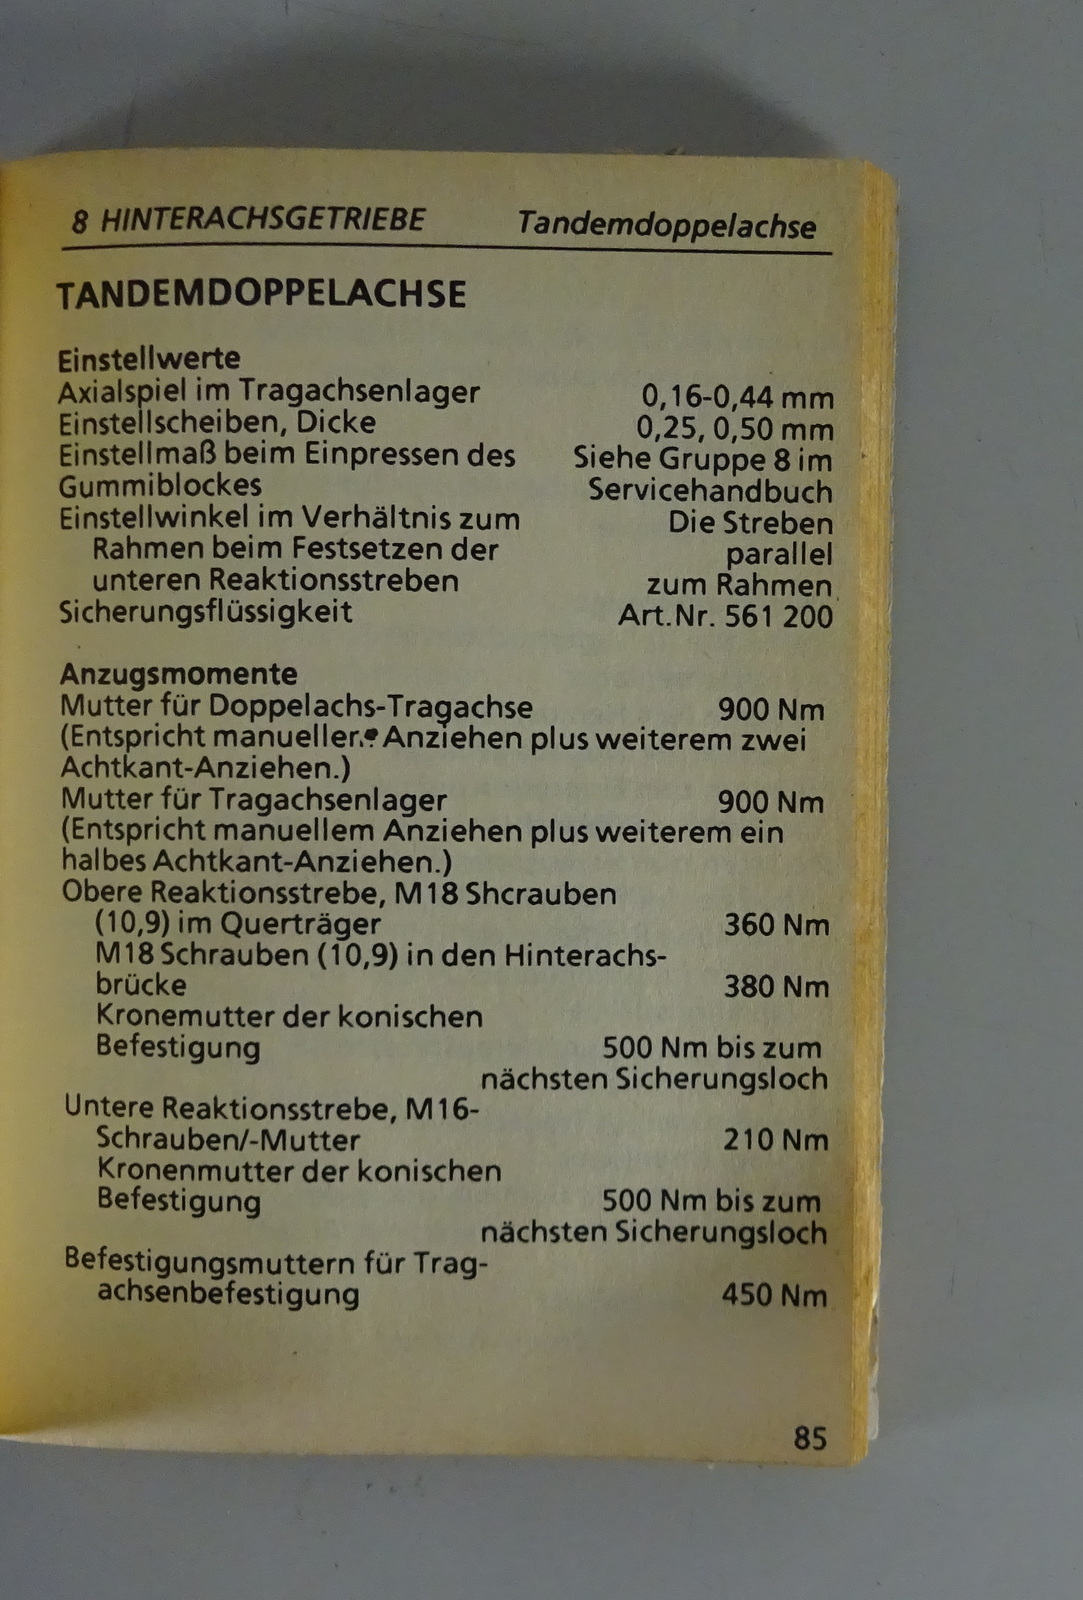 8 HINTERACHSGETRIEBE Tandemdoppelachse
TANDEMDOPPELACHSE
Einstellwerte
Axialspiel im Tragachsenlager 0,16-0,44 mm
Einstellscheiben, Dicke 0,25, 0,50 mm
Einstellmaß beim Einpressen des Siehe Gruppe 8 im
Gummiblockes Servicehandbuch
Einstellwinkel im Verhältnis zum Die Streben
Rahmen beim Festsetzen der parallel
unteren Reaktionsstreben zum Rahmen
Sicherungsflüssigkeit Art.Nr. 561 200
Anzugsmomente
Mutter für Doppelachs-Tragachse 900 Nm
(Entspricht manueller. Anziehen plus weiterem zwei
Achtkant-Anziehen.)
Mutter für Tragachsenlager 900 Nm
(Entspricht manuellem Anziehen plus weiterem ein
halbes Achtkant-Anziehen.)
Obere Reaktionsstrebe, M18 Shcrauben
(10,9) im Querträger 360 Nm
M18 Schrauben (10,9) in den Hinterachs-
brücke 380 Nm
Kronemutter der konischen
Befestigung 500 Nm bis zum
nächsten Sicherungsloch
Untere Reaktionsstrebe, M16-
Schrauben/-Mutter 210 Nm
Kronenmutter der konischen
Befestigung 500 Nm bis zum
nächsten Sicherungsloch
Befestigungsmuttern für Trag-
achsenbefestigung 450 Nm
85